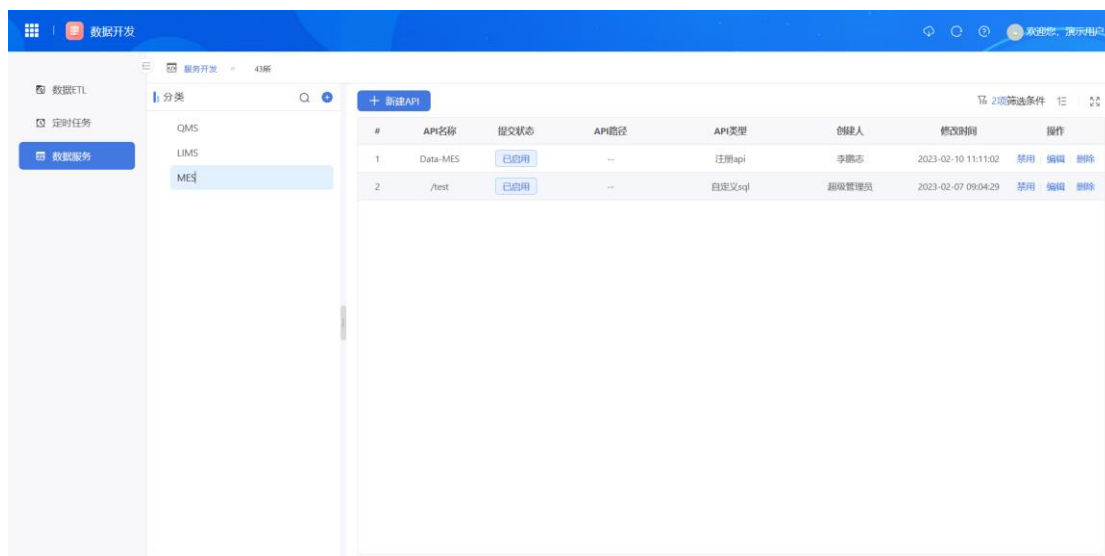 数据开发
欢迎您，演示用户
服务开发 43所
数据ETL
定时任务
数据服务
分类
QMS
LIMS
MES
+ 新建API
2项筛选条件
# API名称 提交状态 API路径 API类型 创建人 修改时间 操作
1 Data-MES 已启用 -- 注册api 李鹏志 2023-02-10 11:11:02 禁用 编辑 删除
2 /test 已启用 -- 自定义sql 超级管理员 2023-02-07 09:04:29 禁用 编辑 删除